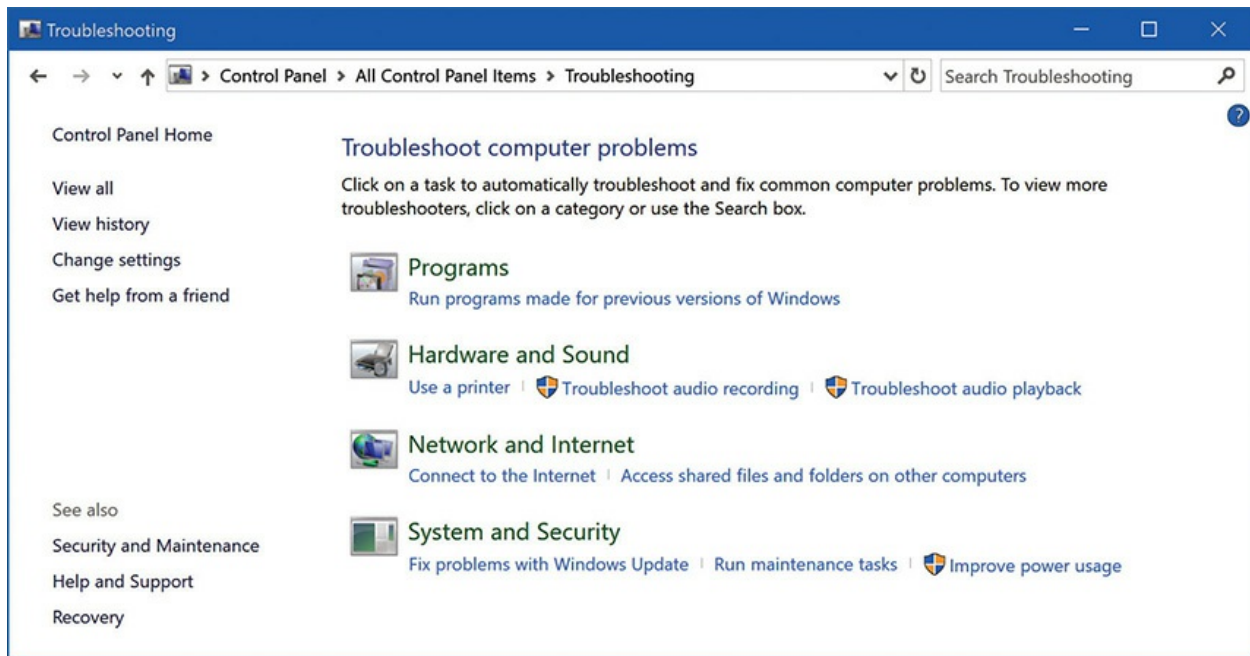 Troubleshooting
Control Panel > All Control Panel Items > Troubleshooting
Search Troubleshooting
?
Control Panel Home
View all
View history
Change settings
Get help from a friend
See also
Security and Maintenance
Help and Support
Recovery
Troubleshoot computer problems
Click on a task to automatically troubleshoot and fix common computer problems. To view more
troubleshooters, click on a category or use the Search box.
Programs
Run programs made for previous versions of Windows
Hardware and Sound
Use a printer | Troubleshoot audio recording | Troubleshoot audio playback
Network and Internet
Connect to the Internet | Access shared files and folders on other computers
System and Security
Fix problems with Windows Update | Run maintenance tasks | Improve power usage